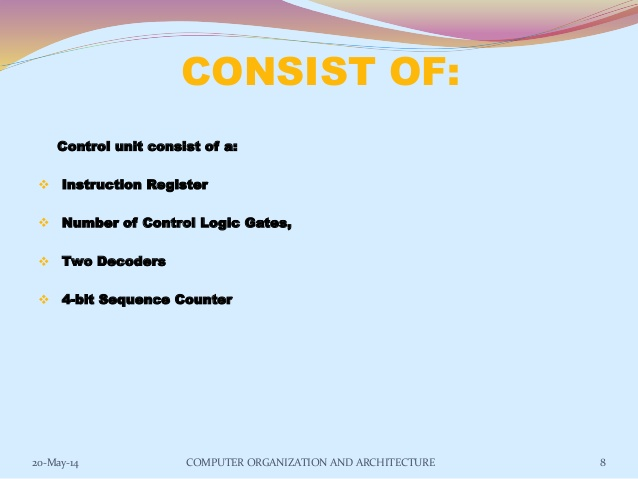 CONSIST OF:
Control unit consist of a:
Instruction Register
Number of Control Logic Gates,
Two Decoders
4-bit Sequence Counter
20-May-14 COMPUTER ORGANIZATION AND ARCHITECTURE 8